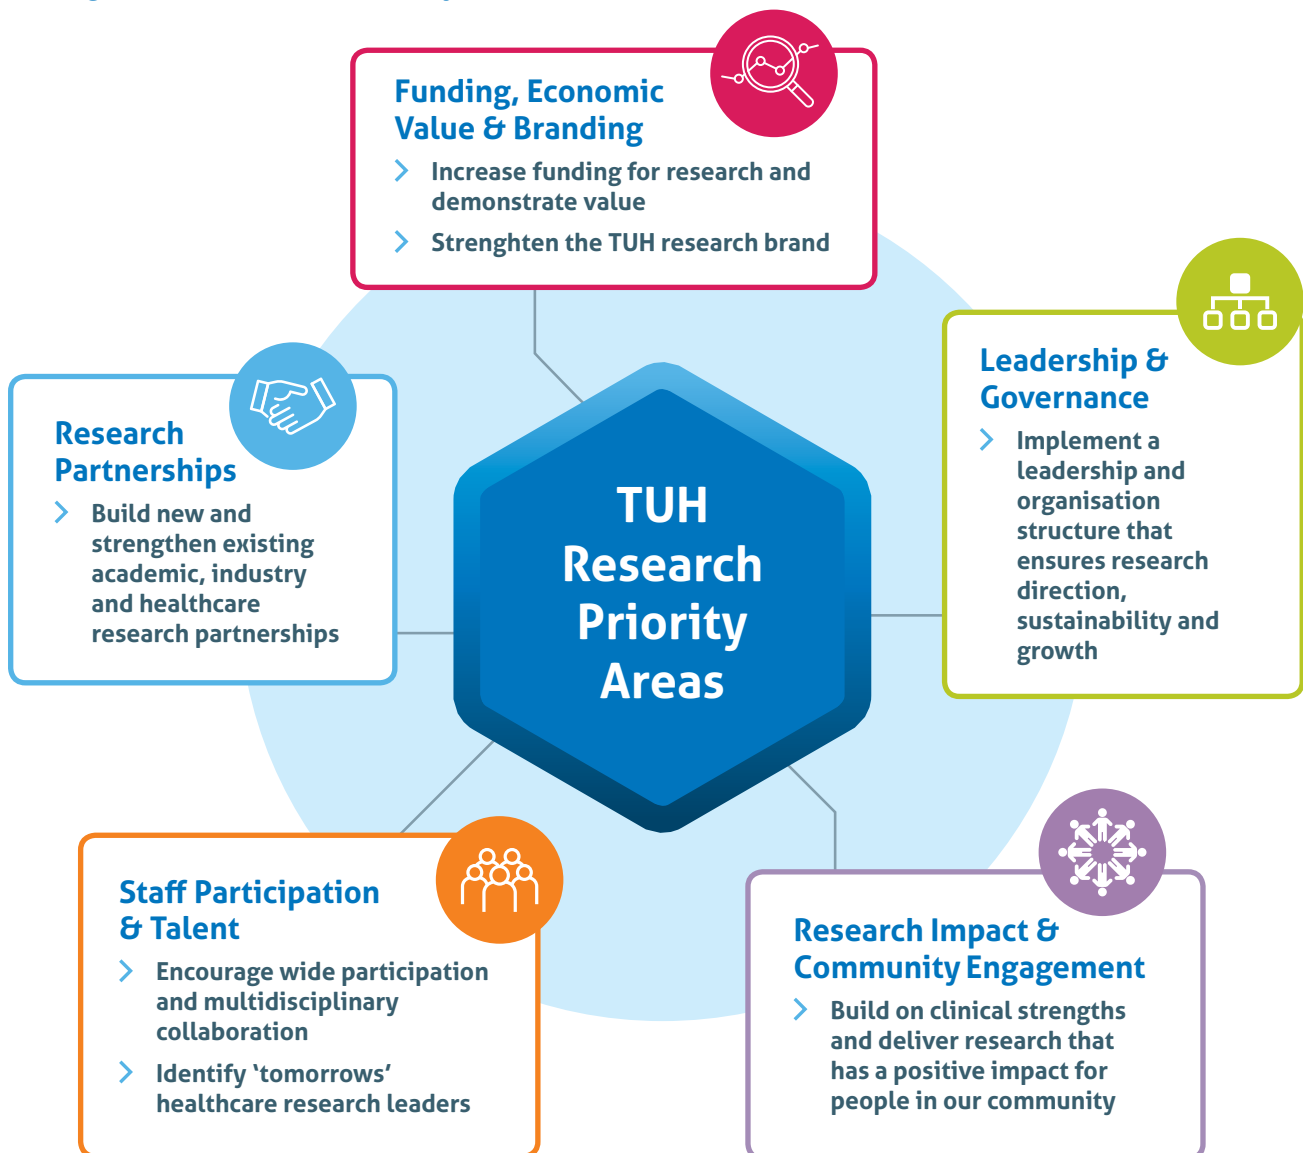 Funding, Economic
Value & Branding
Increase funding for research and
demonstrate value
Strenghten the TUH research brand
Leadership &
Governance
Implement a
leadership and
organisation
structure that
ensures research
direction,
sustainability and
growth
Research
Partnerships
Build new and
strengthen existing
academic, industry
and healthcare
research partnerships
TUH
Research
Priority
Areas
Staff Participation
& Talent
Encourage wide participation
and multidisciplinary
collaboration
Identify ‘tomorrows’
healthcare research leaders
Research Impact &
Community Engagement
Build on clinical strengths
and deliver research that
has a positive impact for
people in our community